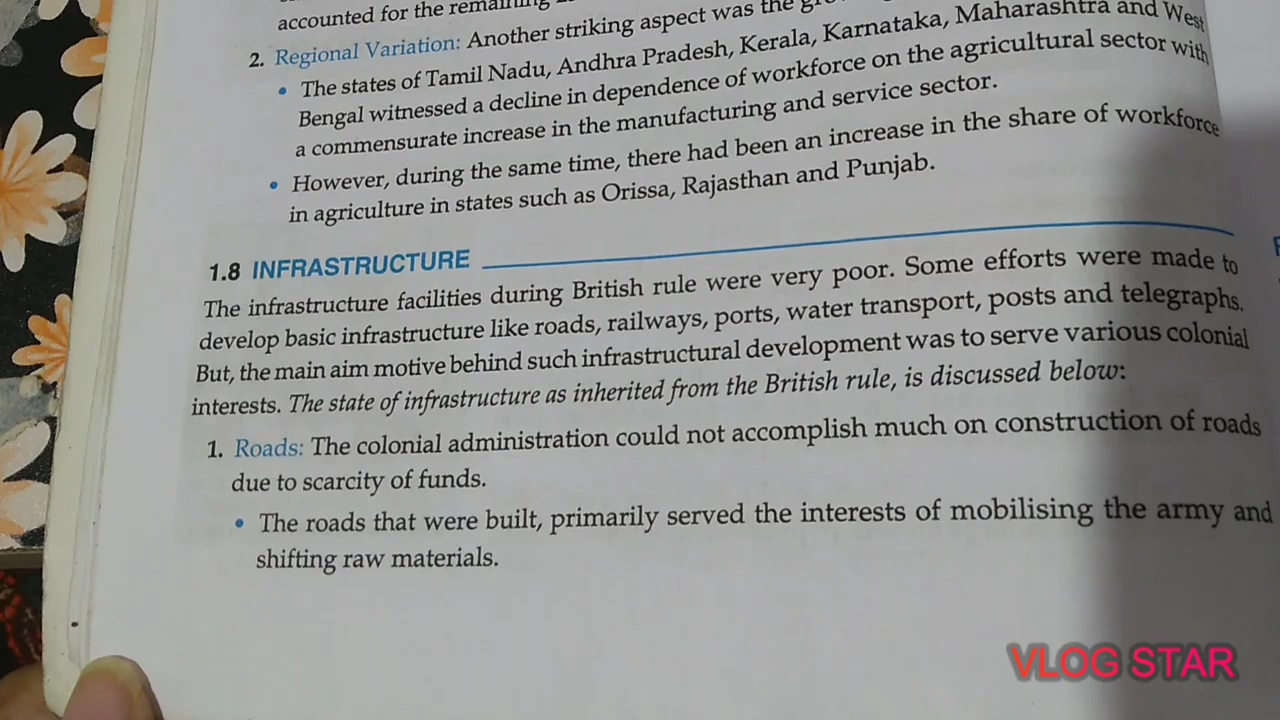 accounted for the remaining
2. Regional Variation: Another striking aspect was the
• The states of Tamil Nadu, Andhra Pradesh, Kerala, Karnataka, Maharashtra and West
Bengal witnessed a decline in dependence of workforce on the agricultural sector with
a commensurate increase in the manufacturing and service sector.
• However, during the same time, there had been an increase in the share of workforce
in agriculture in states such as Orissa, Rajasthan and Punjab.
1.8 INFRASTRUCTURE
The infrastructure facilities during British rule were very poor. Some efforts were made to
develop basic infrastructure like roads, railways, ports, water transport, posts and telegraphs.
But, the main aim motive behind such infrastructural development was to serve various colonial
interests. The state of infrastructure as inherited from the British rule, is discussed below:
1. Roads: The colonial administration could not accomplish much on construction of roads
due to scarcity of funds.
• The roads that were built, primarily served the interests of mobilising the army and
shifting raw materials.
VLOG STAR